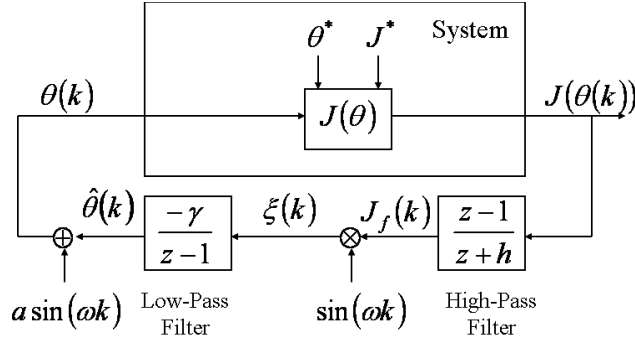 θ* J* System
θ(k) J(θ) J(θ(k))
θ̂(k) −γ ξ(k) J_f(k) z−1
z−1 z+h
a sin(ωk) Low-Pass sin(ωk) High-Pass
Filter Filter